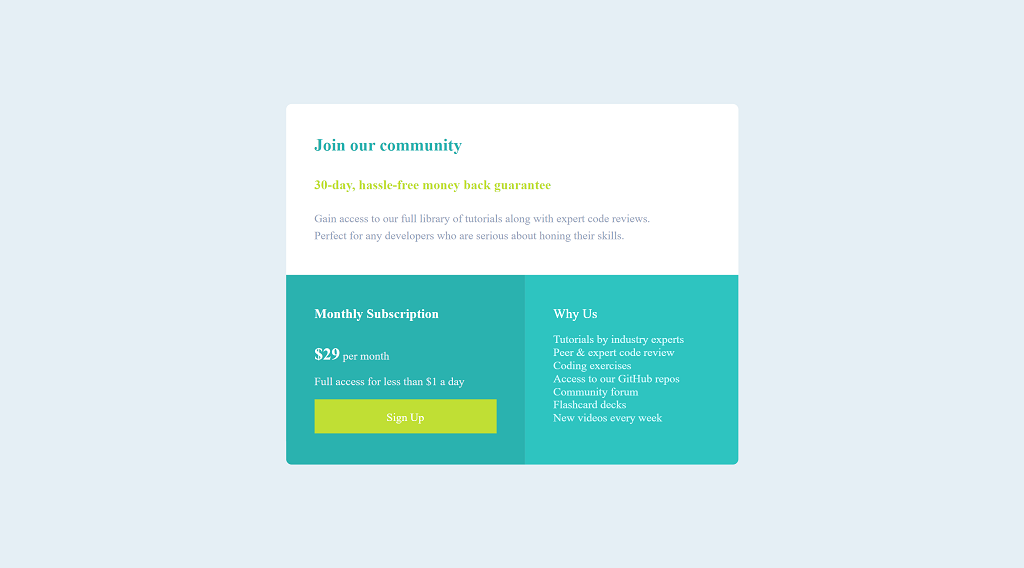 Join our community
30-day, hassle-free money back guarantee
Gain access to our full library of tutorials along with expert code reviews.
Perfect for any developers who are serious about honing their skills.
Monthly Subscription
$29 per month
Full access for less than $1 a day
Sign Up
Why Us
Tutorials by industry experts
Peer & expert code review
Coding exercises
Access to our GitHub repos
Community forum
Flashcard decks
New videos every week